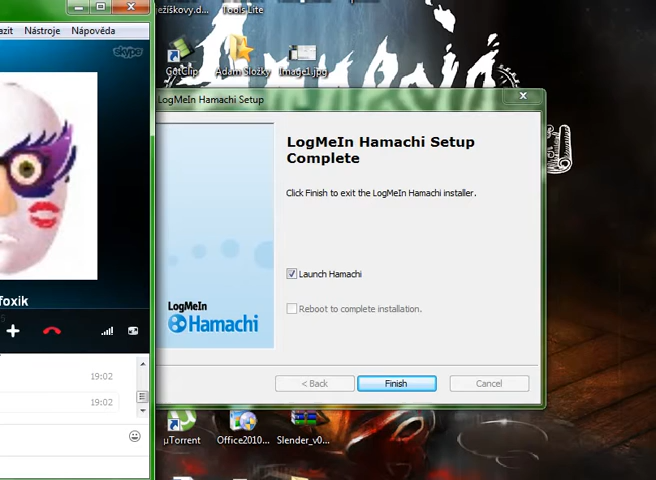 ežíškovy.d...
Tools Lite
azit Nástroje Nápověda
skype
GotClip
Adam Složky
Image1.jpg
LogMeIn Hamachi Setup
LogMeIn Hamachi Setup
Complete
Click Finish to exit the LogMeIn Hamachi installer.
Launch Hamachi
foxik
LogMeIn
Hamachi
Reboot to complete installation.
19:02
< Back
Finish
Cancel
19:02
µTorrent
Office2010...
Slender_v0...